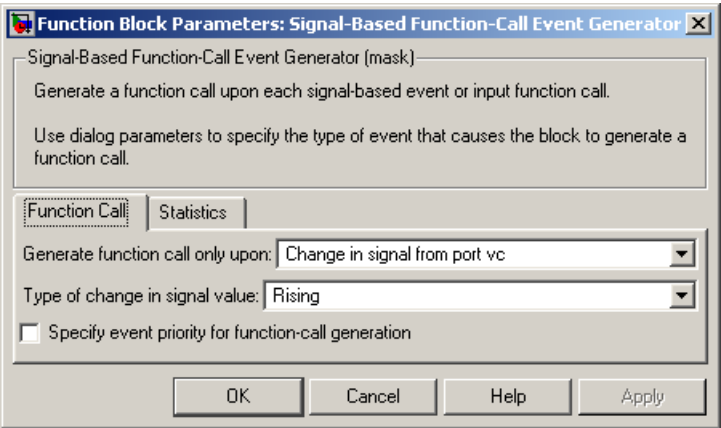 Function Block Parameters: Signal-Based Function-Call Event Generator
Signal-Based Function-Call Event Generator (mask)
Generate a function call upon each signal-based event or input function call.
Use dialog parameters to specify the type of event that causes the block to generate a
function call.
Function Call Statistics
Generate function call only upon: Change in signal from port vc
Type of change in signal value: Rising
Specify event priority for function-call generation
OK Cancel Help Apply